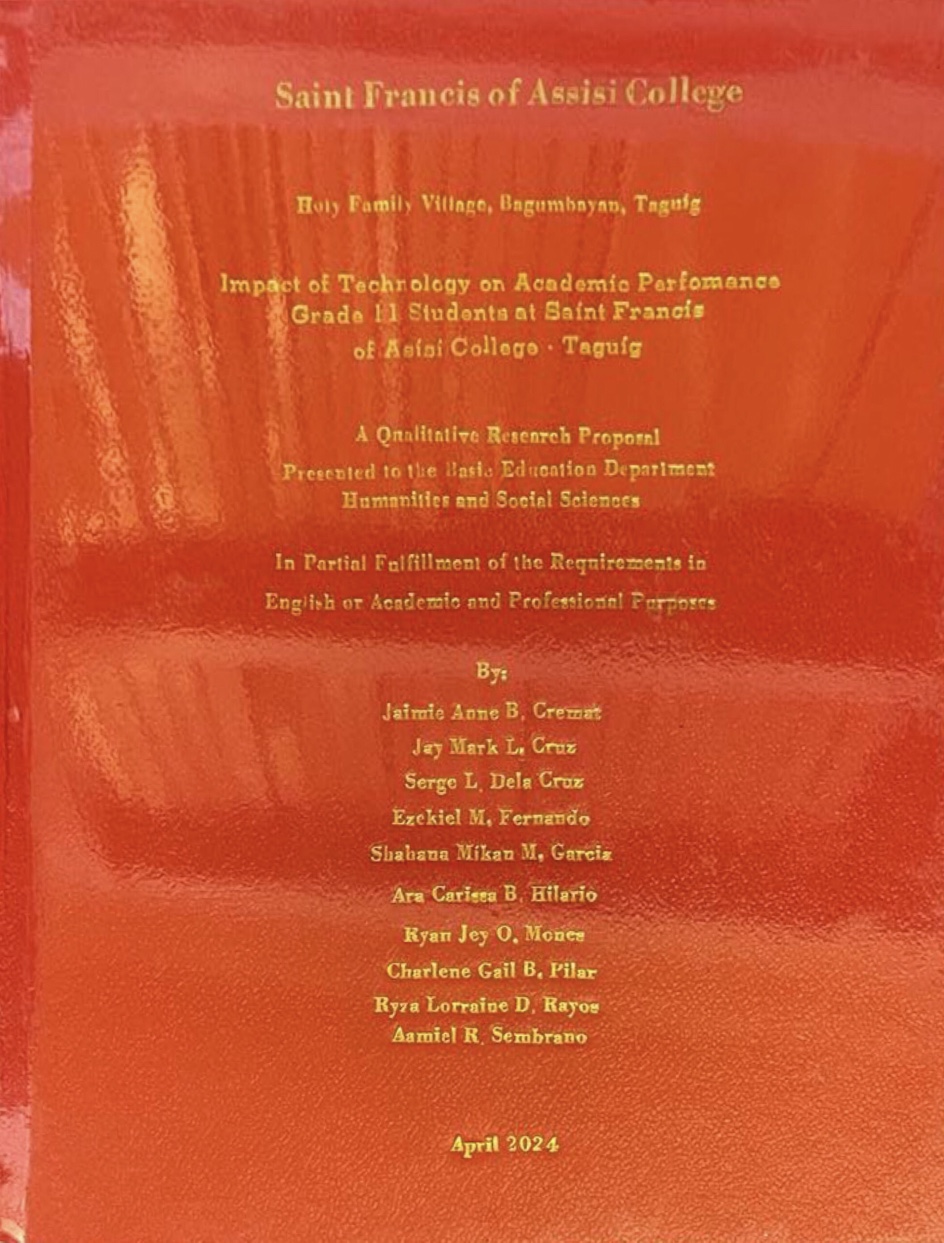 Saint Francis of Assisi College
Holy Family Village, Bagumbayan, Taguig
Impact of Technology on Academic Perfomance
Grade 11 Students at Saint Francis
of Asisi College - Taguig
A Qualitative Research Proposal
Presented to the Basic Education Department
Humanities and Social Sciences
In Partial Fulfillment of the Requirements in
English or Academic and Professional Purposes
By:
Jaimie Anne B. Cremat
Jay Mark L. Cruz
Serge L. Dela Cruz
Ezekiel M. Fernando
Shahana Mikan M. Garcia
Ara Carissa B. Hilario
Ryan Jey O. Mones
Charlene Gail B. Pilar
Ryza Lorraine D. Rayos
Aamiel R. Sembrano
April 2024